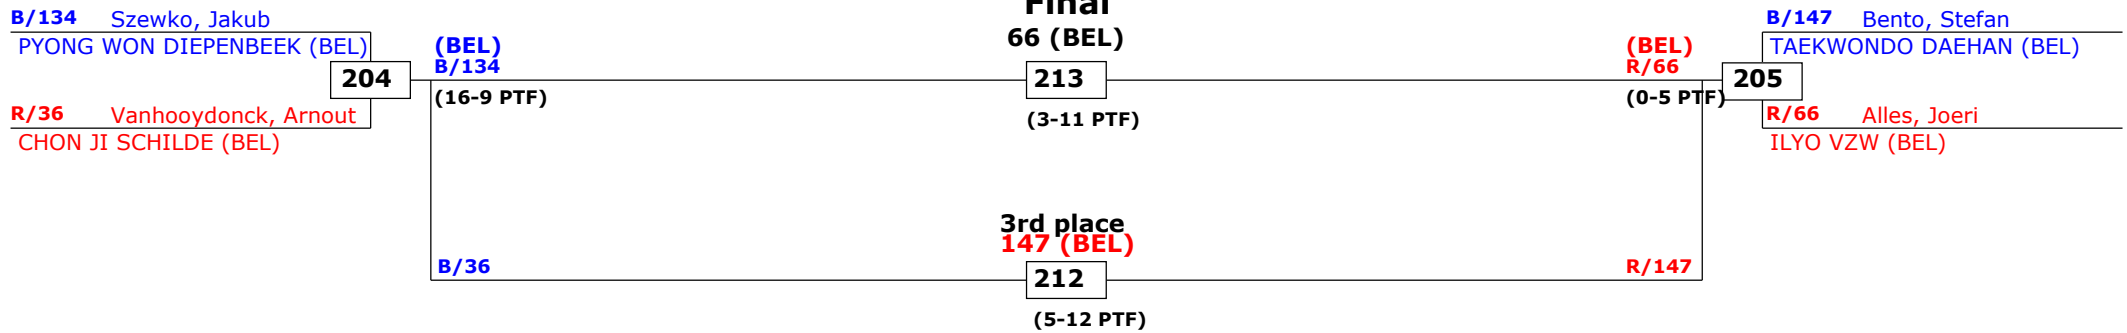 B/134 Szewko, Jakub
PYONG WON DIEPENBEEK (BEL)
204
R/36 Vanhooydonck, Arnout
CHON JI SCHILDE (BEL)
(BEL)
B/134
(16-9 PTF)
Final
66 (BEL)
213
(3-11 PTF)
(BEL)
R/66
(0-5 PTF)
B/147 Bento, Stefan
TAEKWONDO DAEHAN (BEL)
205
R/66 Alles, Joeri
ILYO VZW (BEL)
3rd place
147 (BEL)
B/36
212
R/147
(5-12 PTF)